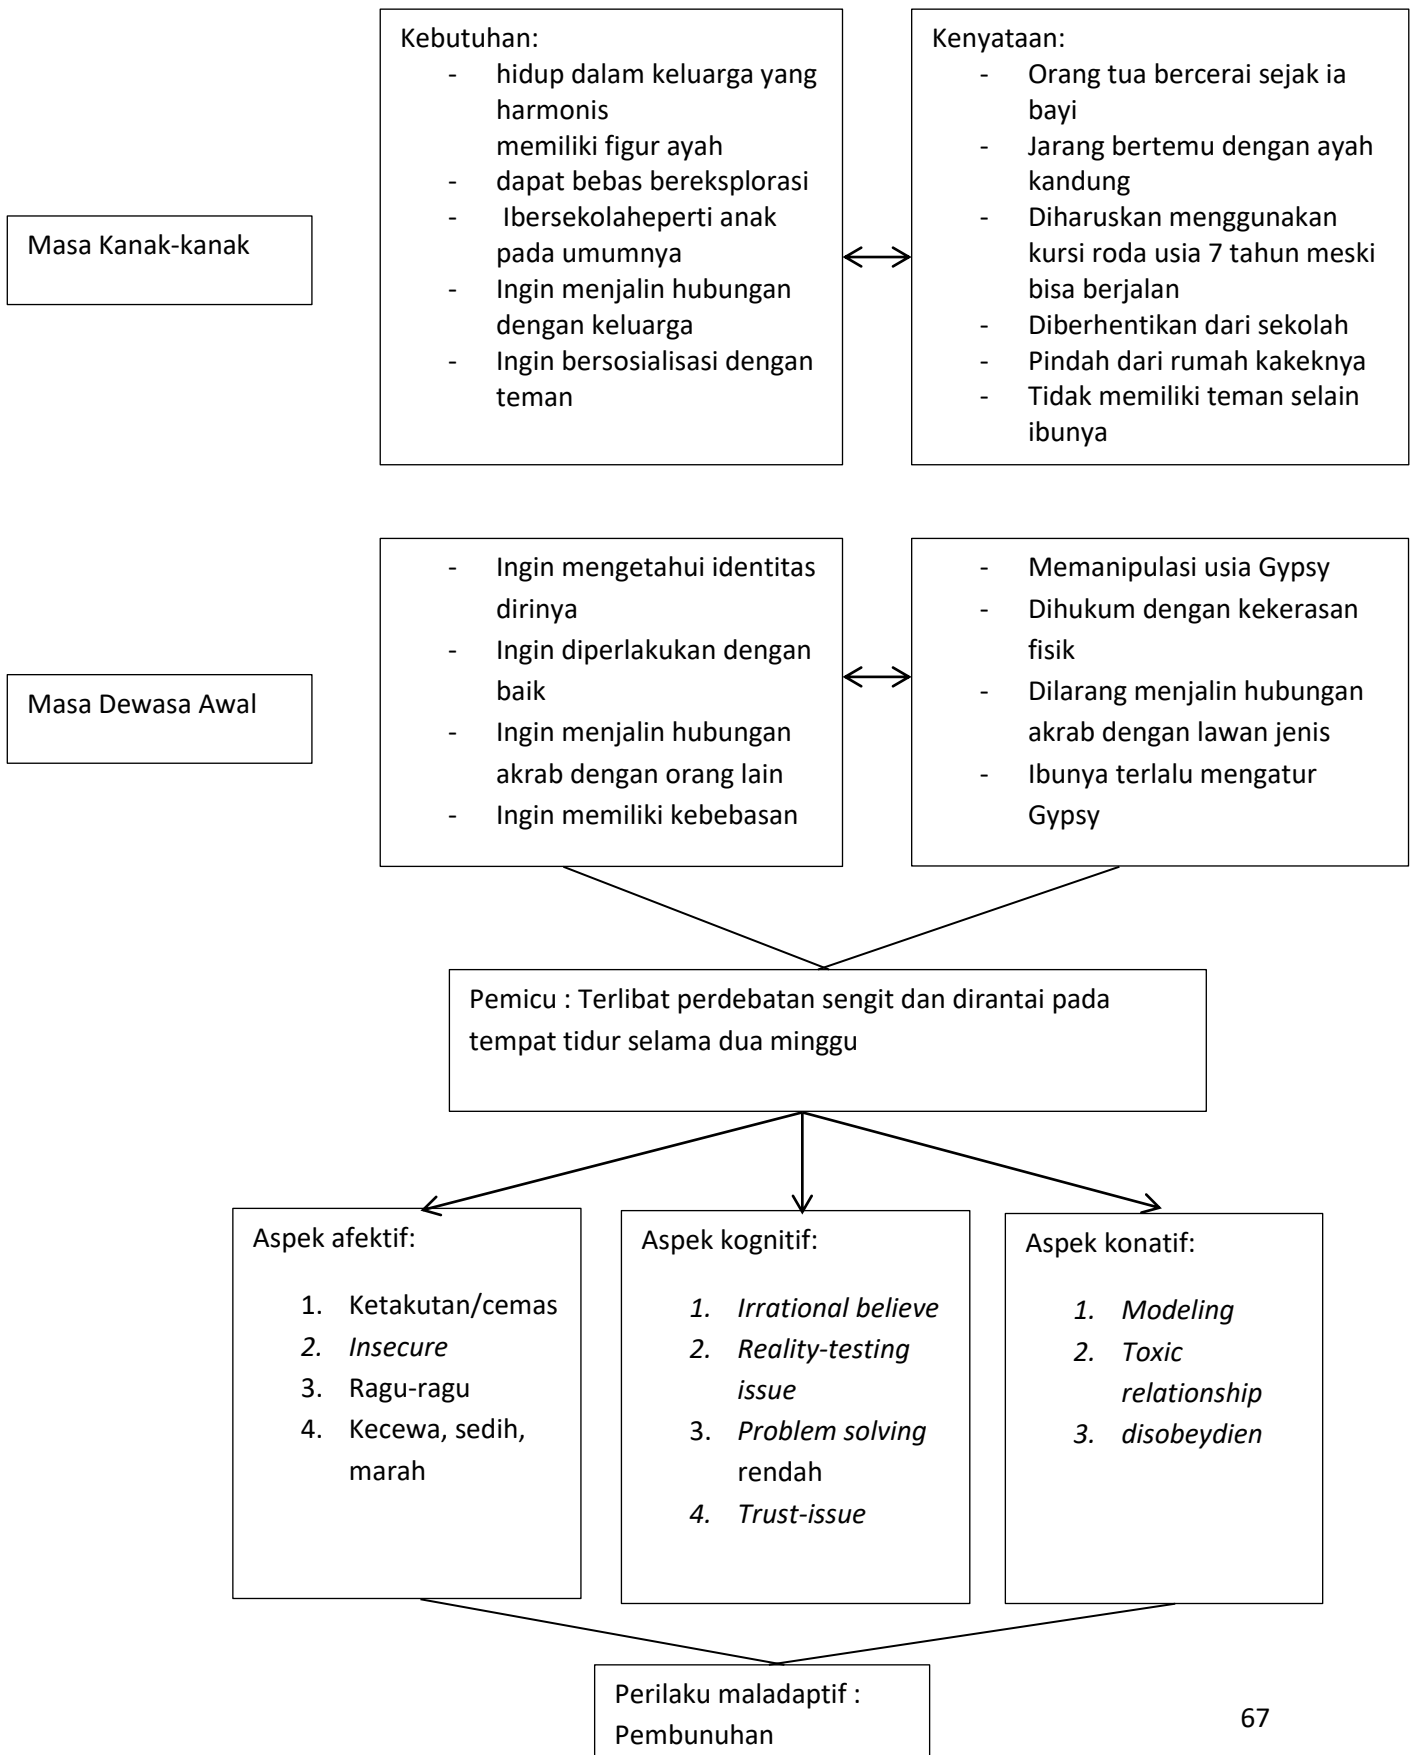 Masa Kanak-kanak
Kebutuhan:
- hidup dalam keluarga yang
harmonis
memiliki figur ayah
- dapat bebas bereksplorasi
- Ibersekolaheperti anak
pada umumnya
- Ingin menjalin hubungan
dengan keluarga
- Ingin bersosialisasi dengan
teman
Kenyataan:
- Orang tua bercerai sejak ia
bayi
- Jarang bertemu dengan ayah
kandung
- Diharuskan menggunakan
kursi roda usia 7 tahun meski
bisa berjalan
- Diberhentikan dari sekolah
- Pindah dari rumah kakeknya
- Tidak memiliki teman selain
ibunya
Masa Dewasa Awal
- Ingin mengetahui identitas
dirinya
- Ingin diperlakukan dengan
baik
- Ingin menjalin hubungan
akrab dengan orang lain
- Ingin memiliki kebebasan
- Memanipulasi usia Gypsy
- Dihukum dengan kekerasan
fisik
- Dilarang menjalin hubungan
akrab dengan lawan jenis
- Ibunya terlalu mengatur
Gypsy
Pemicu : Terlibat perdebatan sengit dan dirantai pada
tempat tidur selama dua minggu
Aspek afektif:
1. Ketakutan/cemas
2. Insecure
3. Ragu-ragu
4. Kecewa, sedih,
marah
Aspek kognitif:
1. Irrational believe
2. Reality-testing
issue
3. Problem solving
rendah
4. Trust-issue
Aspek konatif:
1. Modeling
2. Toxic
relationship
3. disobeydien
Perilaku maladaptif :
Pembunuhan
67